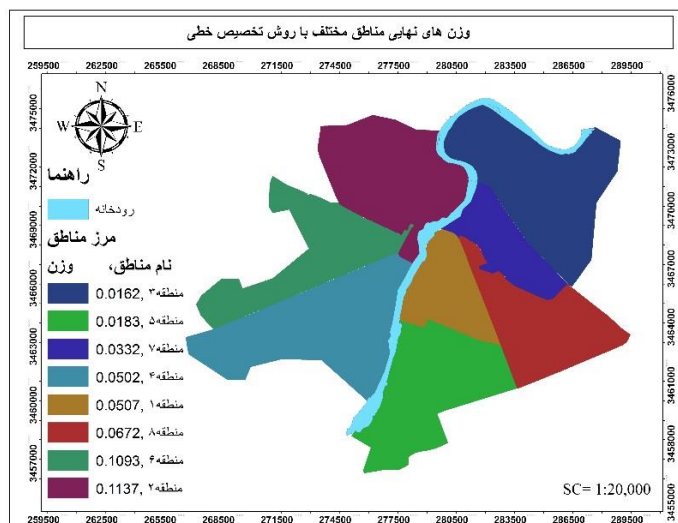 وزن های نهایی مناطق مختلف با روش تخصیص خطی
259500 262500 265500 268500 271500 274500 277500 280500 283500 286500 289500
3475000
3472000
3469000
3466000
3463000
3460000
3457000
3476000
3473000
3470000
3467000
3464000
3461000
3458000
3455000
N
W E
S
راهنما
رودخانه
مرز مناطق
نام مناطق، وزن
منطقه۳ ,0.0162
منطقه۵ ,0.0183
منطقه۷ ,0.0332
منطقه۴ ,0.0502
منطقه۱ ,0.0507
منطقه۸ ,0.0672
منطقه۶ ,0.1093
منطقه۲ ,0.1137
SC= 1:20,000
259500 262500 265500 268500 271500 274500 277500 280500 283500 286500 289500